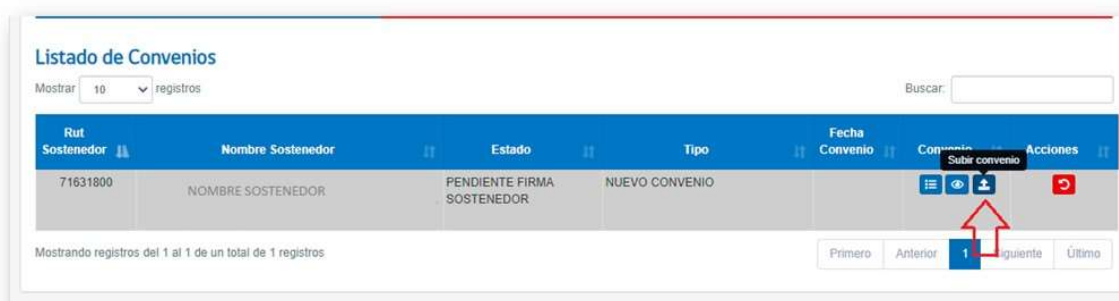 Listado de Convenios
Mostrar 10 registros Buscar:
Rut Sostenedor Nombre Sostenedor Estado Tipo Fecha Convenio Convenio Acciones
Subir convenio
71631800 NOMBRE SOSTENEDOR PENDIENTE FIRMA SOSTENEDOR NUEVO CONVENIO
Mostrando registros del 1 al 1 de un total de 1 registros Primero Anterior 1 Siguiente Último